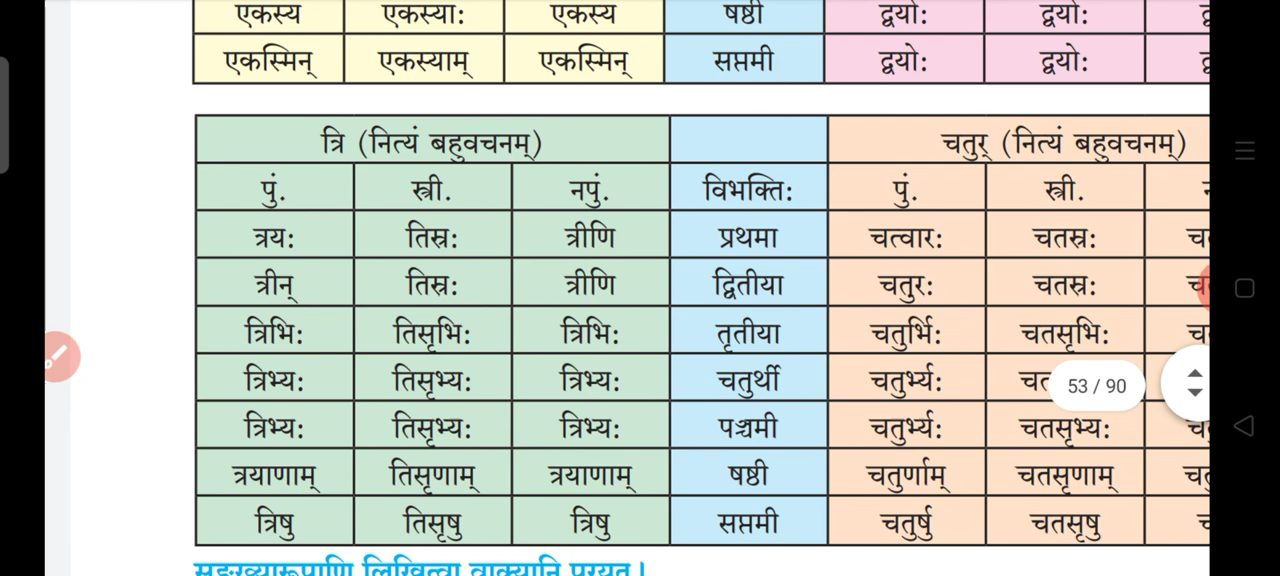 एकस्य एकस्याः एकस्य षष्ठी द्वयोः द्वयोः
एकस्मिन् एकस्याम् एकस्मिन् सप्तमी द्वयोः द्वयोः
त्रि (नित्यं बहुवचनम्) चतुर् (नित्यं बहुवचनम्)
पुं. स्त्री. नपुं. विभक्तिः पुं. स्त्री.
त्रयः तिस्रः त्रीणि प्रथमा चत्वारः चतस्रः
त्रीन् तिस्रः त्रीणि द्वितीया चतुरः चतस्रः
त्रिभिः तिसृभिः त्रिभिः तृतीया चतुर्भिः चतसृभिः
त्रिभ्यः तिसृभ्यः त्रिभ्यः चतुर्थी चतुर्भ्यः
53 / 90
त्रिभ्यः तिसृभ्यः त्रिभ्यः पञ्चमी चतुर्भ्यः चतसृभ्यः
त्रयाणाम् तिसृणाम् त्रयाणाम् षष्ठी चतुर्णाम् चतसृणाम्
त्रिषु तिसृषु त्रिषु सप्तमी चतुर्षु चतसृषु
सङ्ख्यारूपाणि लिखित्वा वाक्यानि पूरयत।